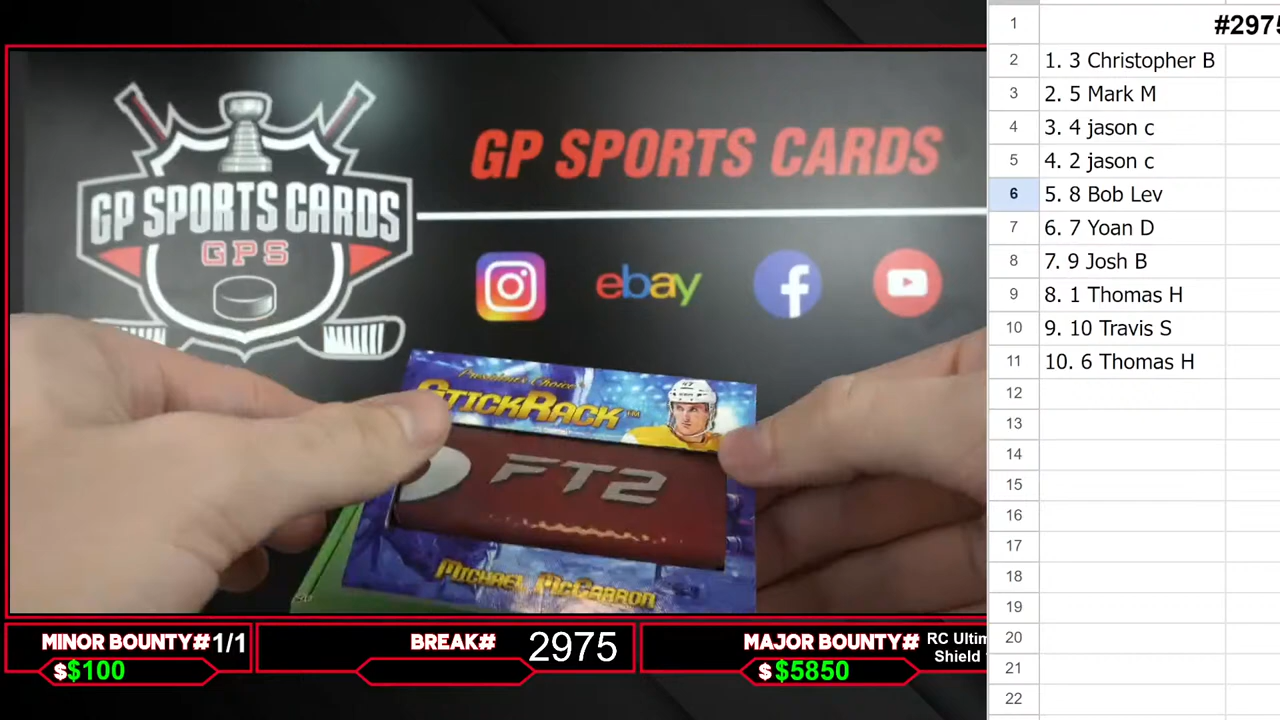 GP SPORTS CARDS
GPS
GP SPORTS CARDS
ebay
President's Choice
STICKRACK™
47
FT2
MICHAEL MCCARRON
MINOR BOUNTY# 1/1
$$100
BREAK# 2975
MAJOR BOUNTY# RC Ultim
Shield
$$5850
1 #2975
2 1. 3 Christopher B
3 2. 5 Mark M
4 3. 4 jason c
5 4. 2 jason c
6 5. 8 Bob Lev
7 6. 7 Yoan D
8 7. 9 Josh B
9 8. 1 Thomas H
10 9. 10 Travis S
11 10. 6 Thomas H
12
13
14
15
16
17
18
19
20
21
22